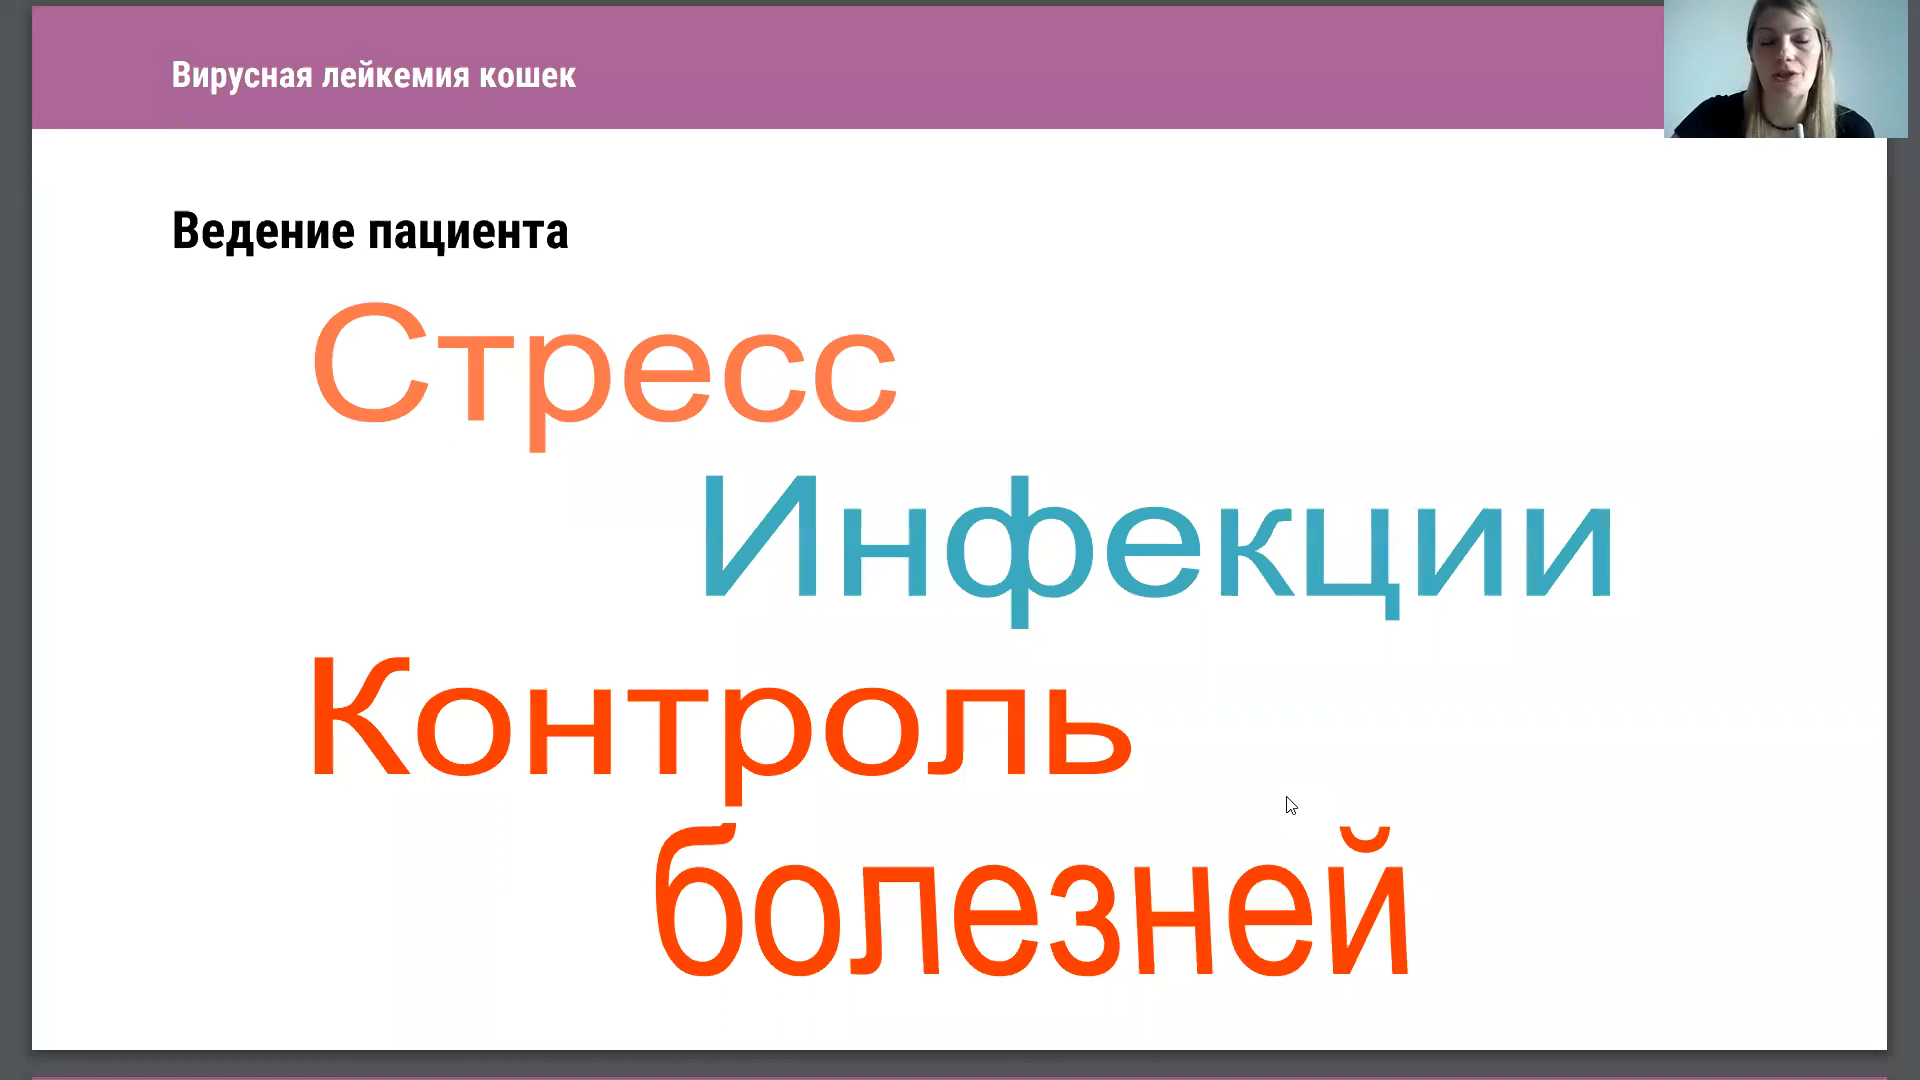 Вирусная лейкемия кошек
Ведение пациента
Стресс
Инфекции
Контроль
болезней